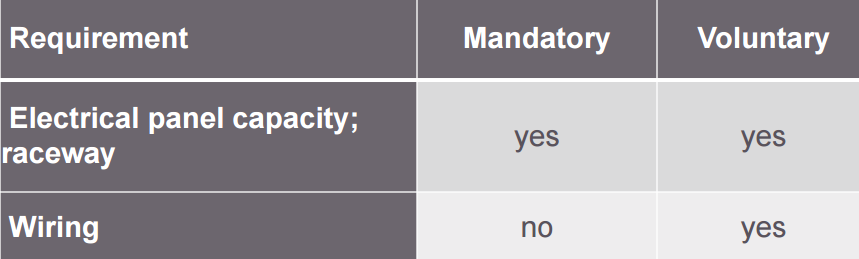 Requirement Mandatory Voluntary
Electrical panel capacity;
raceway
yes yes
Wiring no yes